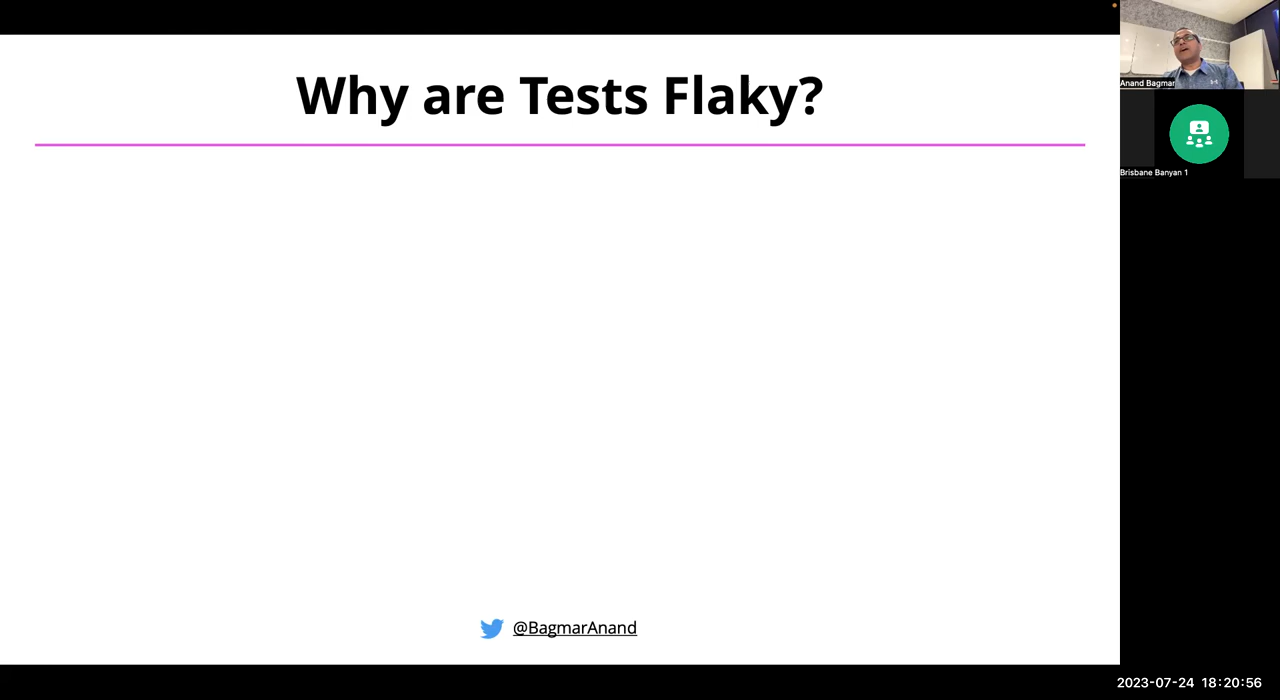 Why are Tests Flaky?
@BagmarAnand
Anand Bagmar
Brisbane Banyan 1
2023-07-24 18:20:56